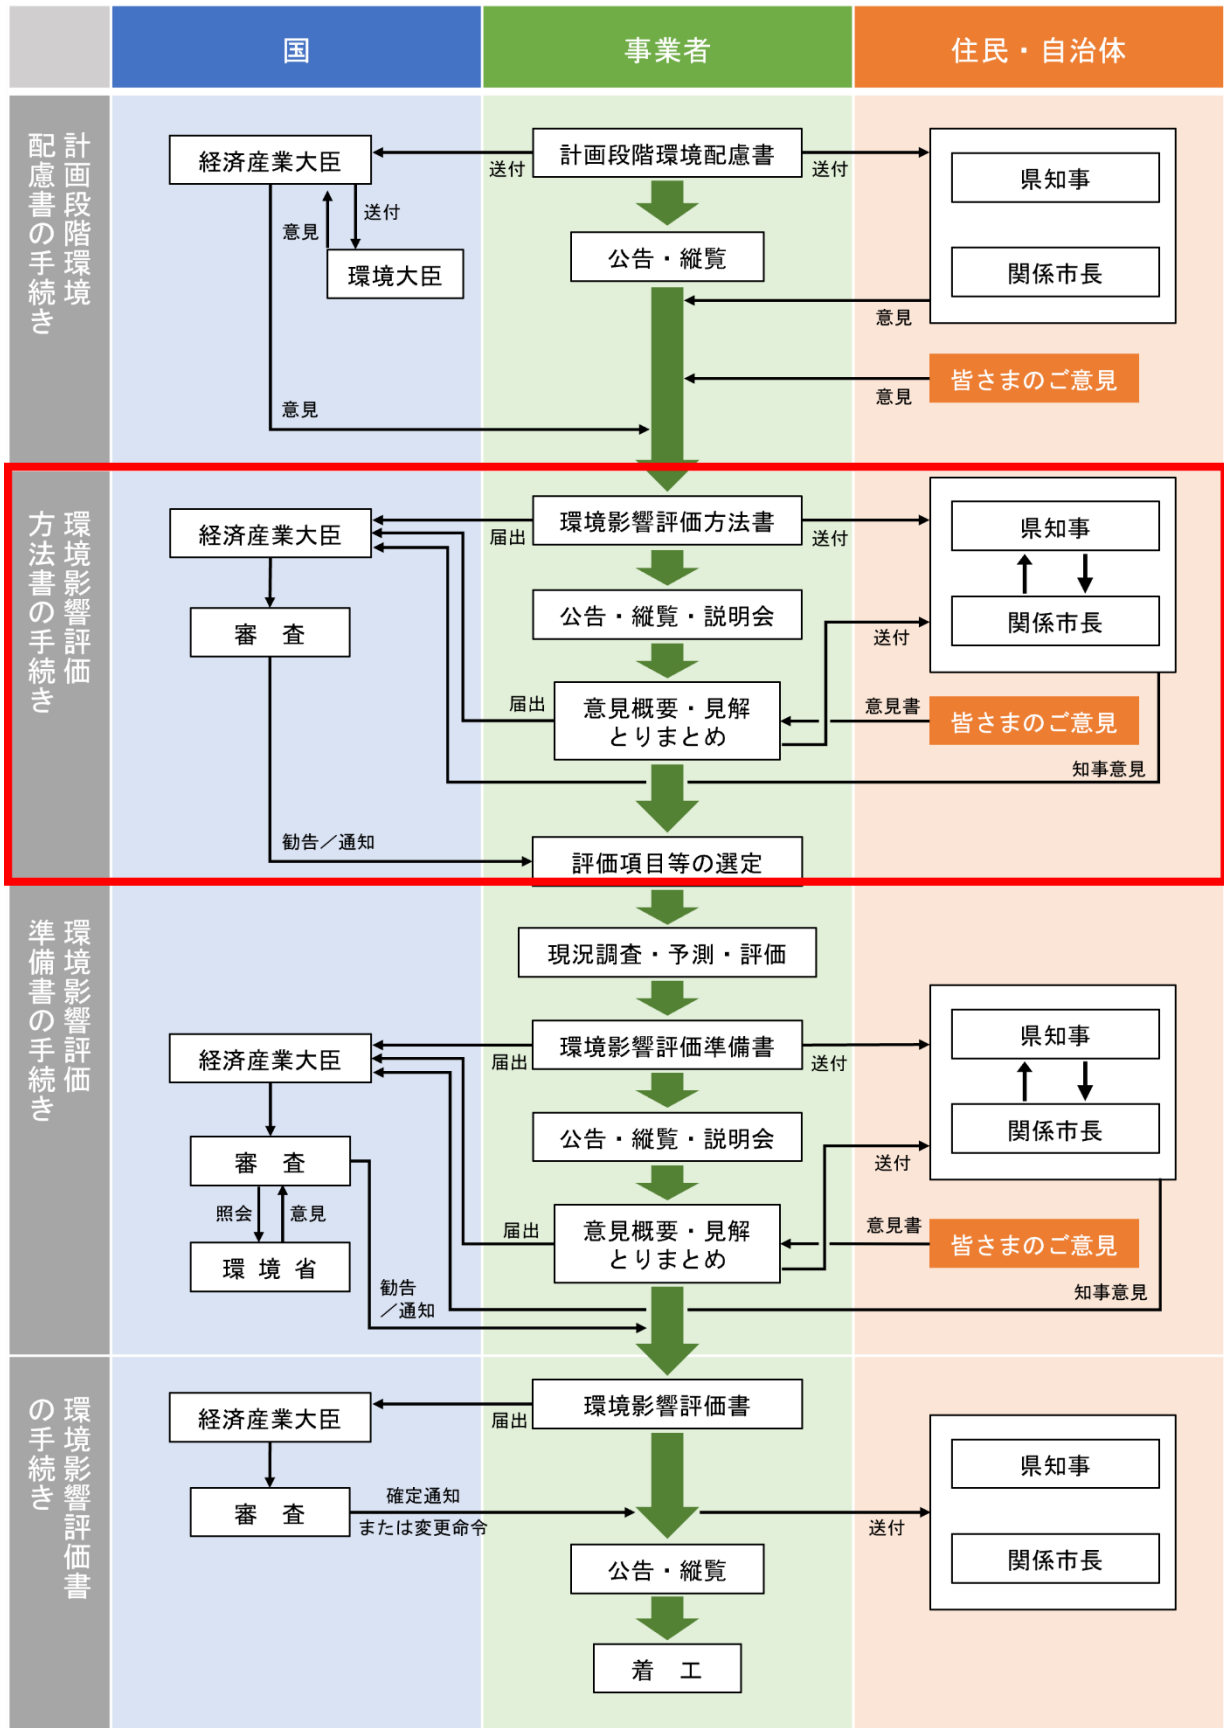 国
事業者
住民・自治体
計画段階環境
配慮書の手続き
経済産業大臣
送付
計画段階環境配慮書
送付
県知事
意見
送付
環境大臣
公告・縦覧
関係市長
意見
皆さまのご意見
意見
意見
環境影響評価
方法書の手続き
経済産業大臣
届出
環境影響評価方法書
送付
県知事
審　査
公告・縦覧・説明会
関係市長
送付
届出
意見概要・見解
とりまとめ
意見書
皆さまのご意見
知事意見
勧告／通知
評価項目等の選定
環境影響評価
準備書の手続き
現況調査・予測・評価
経済産業大臣
届出
環境影響評価準備書
送付
県知事
審　査
公告・縦覧・説明会
関係市長
送付
照会
意見
環 境 省
届出
意見概要・見解
とりまとめ
意見書
皆さまのご意見
勧告
／通知
知事意見
環境影響評価書
の手続き
経済産業大臣
届出
環境影響評価書
県知事
審　査
確定通知
または変更命令
送付
関係市長
公告・縦覧
着　工